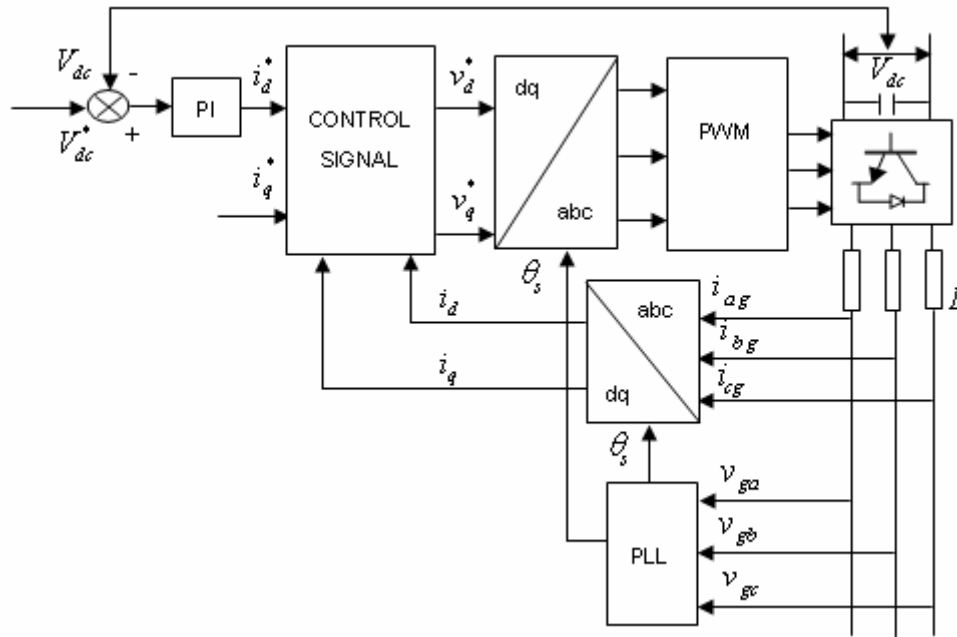 V_dc
-
V*_dc
+
PI
i*_d
i*_q
CONTROL
SIGNAL
v*_d
v*_q
dq
abc
PWM
V_dc
θ_s
i_d
i_q
abc
dq
i_ag
i_bg
i_cg
θ_s
PLL
v_ga
v_gb
v_gc